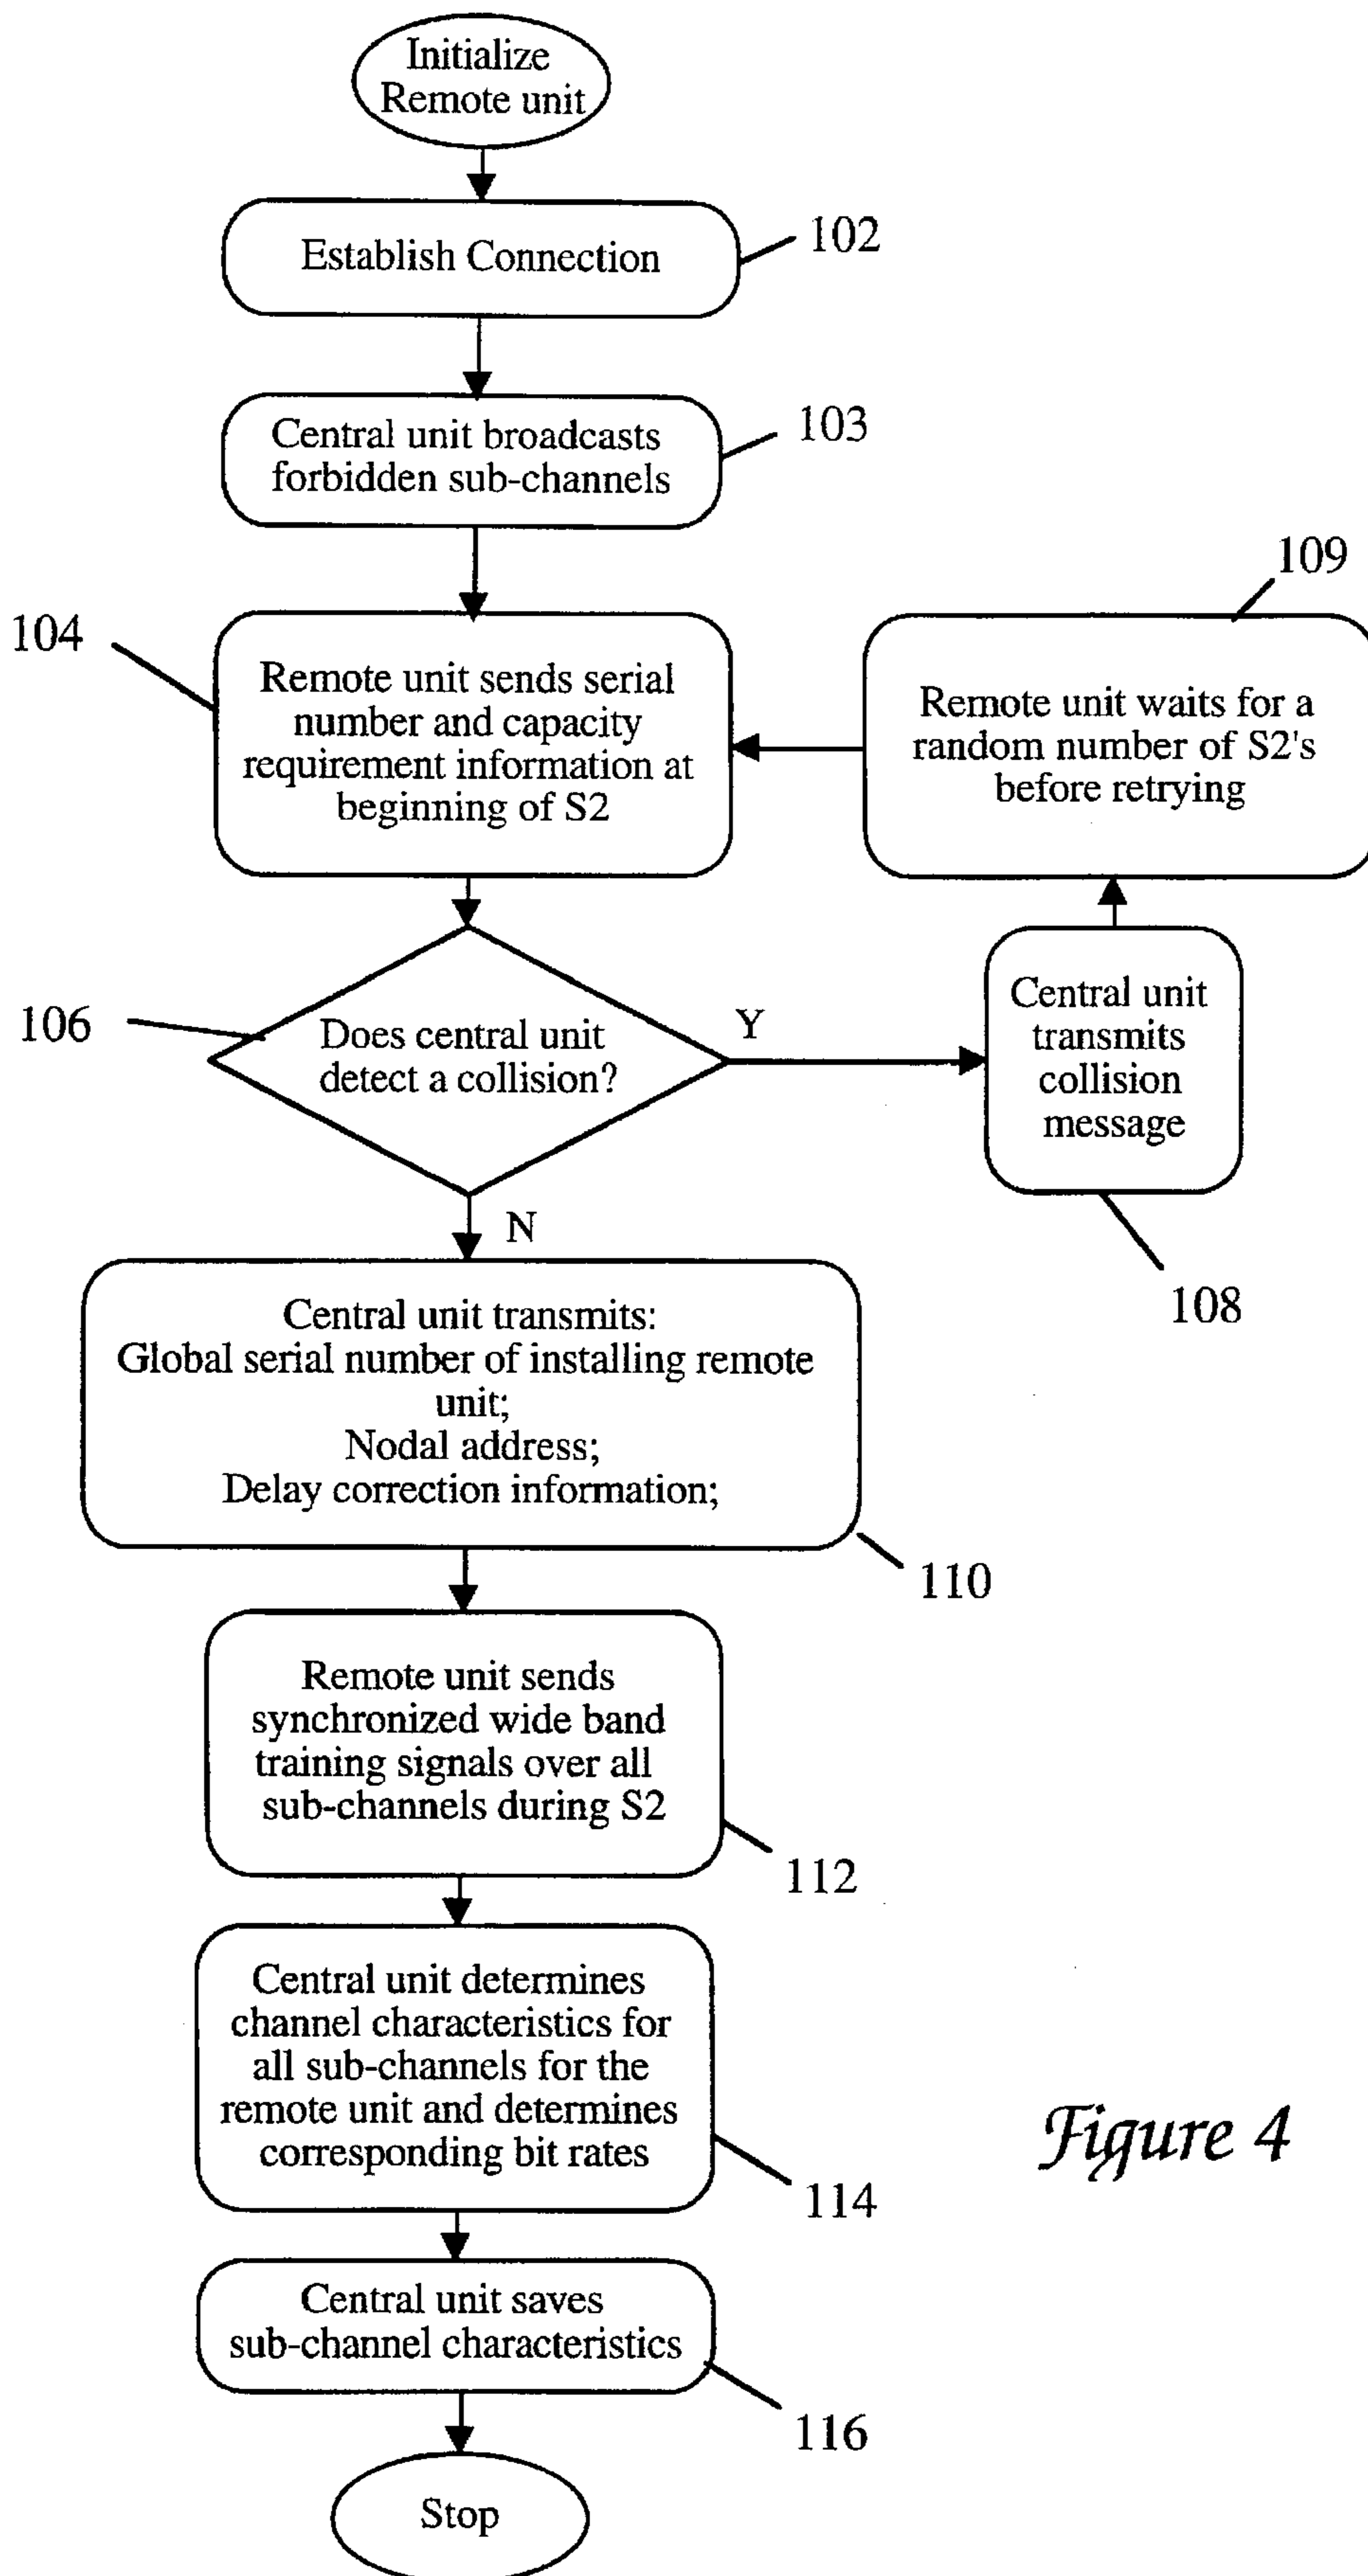 Initialize
Remote unit
Establish Connection
102
Central unit broadcasts
forbidden sub-channels
103
104
Remote unit sends serial
number and capacity
requirement information at
beginning of S2
109
Remote unit waits for a
random number of S2's
before retrying
106
Does central unit
detect a collision?
Y
Central unit
transmits
collision
message
108
N
Central unit transmits:
Global serial number of installing remote
unit;
Nodal address;
Delay correction information;
110
Remote unit sends
synchronized wide band
training signals over all
sub-channels during S2
112
Central unit determines
channel characteristics for
all sub-channels for the
remote unit and determines
corresponding bit rates
114
Central unit saves
sub-channel characteristics
116
Stop
Figure 4